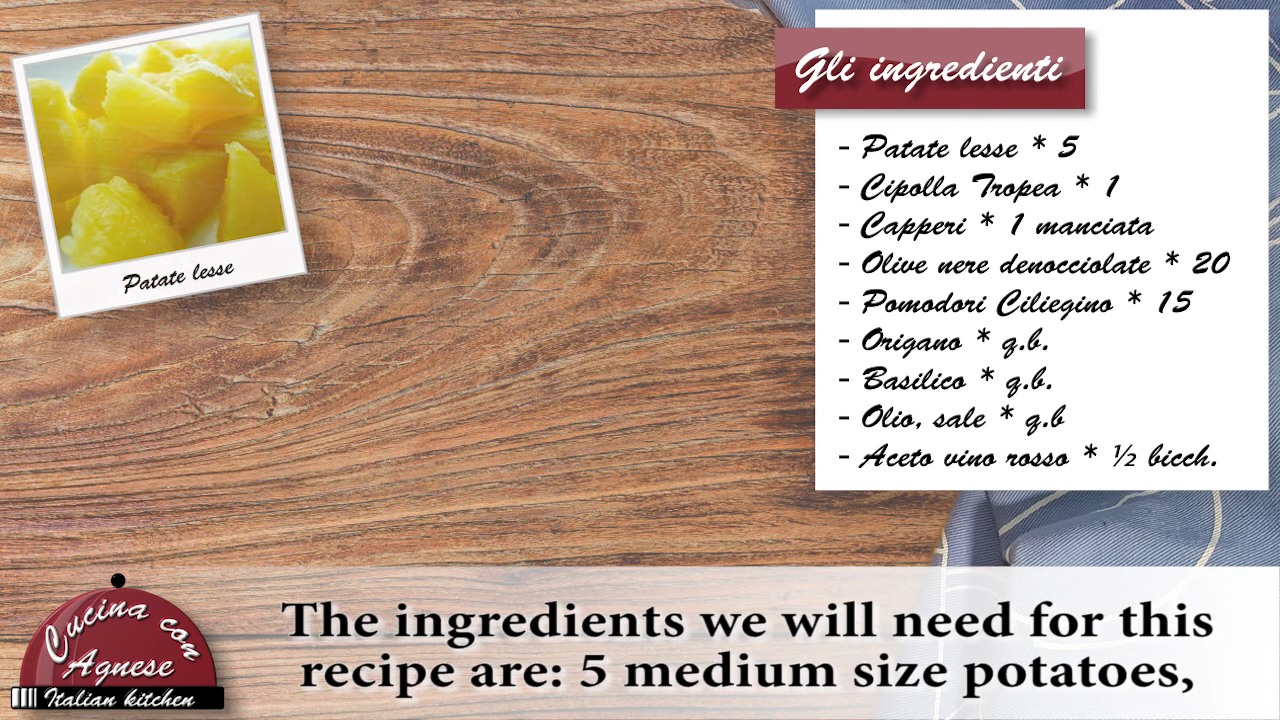 Gli ingredienti
- Patate lesse * 5
- Cipolla Tropea * 1
- Capperi * 1 manciata
- Olive nere denocciolate * 20
- Pomodori Ciliegino * 15
- Origano * q.b.
- Basilico * q.b.
- Olio, sale * q.b
- Aceto vino rosso * ½ bicch.
Patate lesse
The ingredients we will need for this
recipe are: 5 medium size potatoes,
Cucina con
Agnese
Italian kitchen